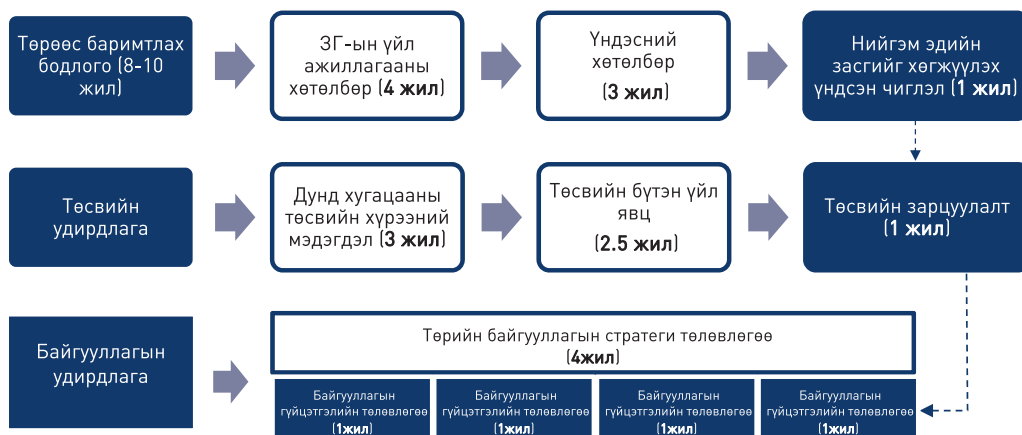 Төрөөс баримтлах
бодлого (8-10
жил)
ЗГ-ын үйл
ажиллагааны
хөтөлбөр (4 жил)
Үндэсний
хөтөлбөр
(3 жил)
Нийгэм эдийн
засгийг хөгжүүлэх
үндсэн чиглэл (1 жил)
Төсвийн
удирдлага
Дунд хугацааны
төсвийн хүрээний
мэдэгдэл (3 жил)
Төсвийн бүтэн үйл
явц
(2.5 жил)
Төсвийн зарцуулалт
(1 жил)
Байгууллагын
удирдлага
Төрийн байгууллагын стратеги төлөвлөгөө
(4жил)
Байгууллагын
гүйцэтгэлийн төлөвлөгөө
(1жил)
Байгууллагын
гүйцэтгэлийн төлөвлөгөө
(1жил)
Байгууллагын
гүйцэтгэлийн төлөвлөгөө
(1жил)
Байгууллагын
гүйцэтгэлийн төлөвлөгөө
(1жил)